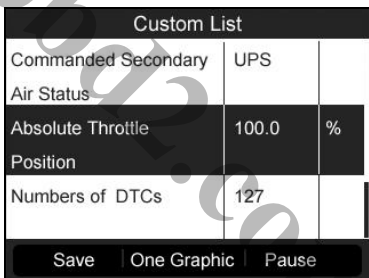 Custom List
Commanded Secondary UPS
Air Status
Absolute Throttle 100.0 %
Position
Numbers of DTCs 127
Save One Graphic Pause